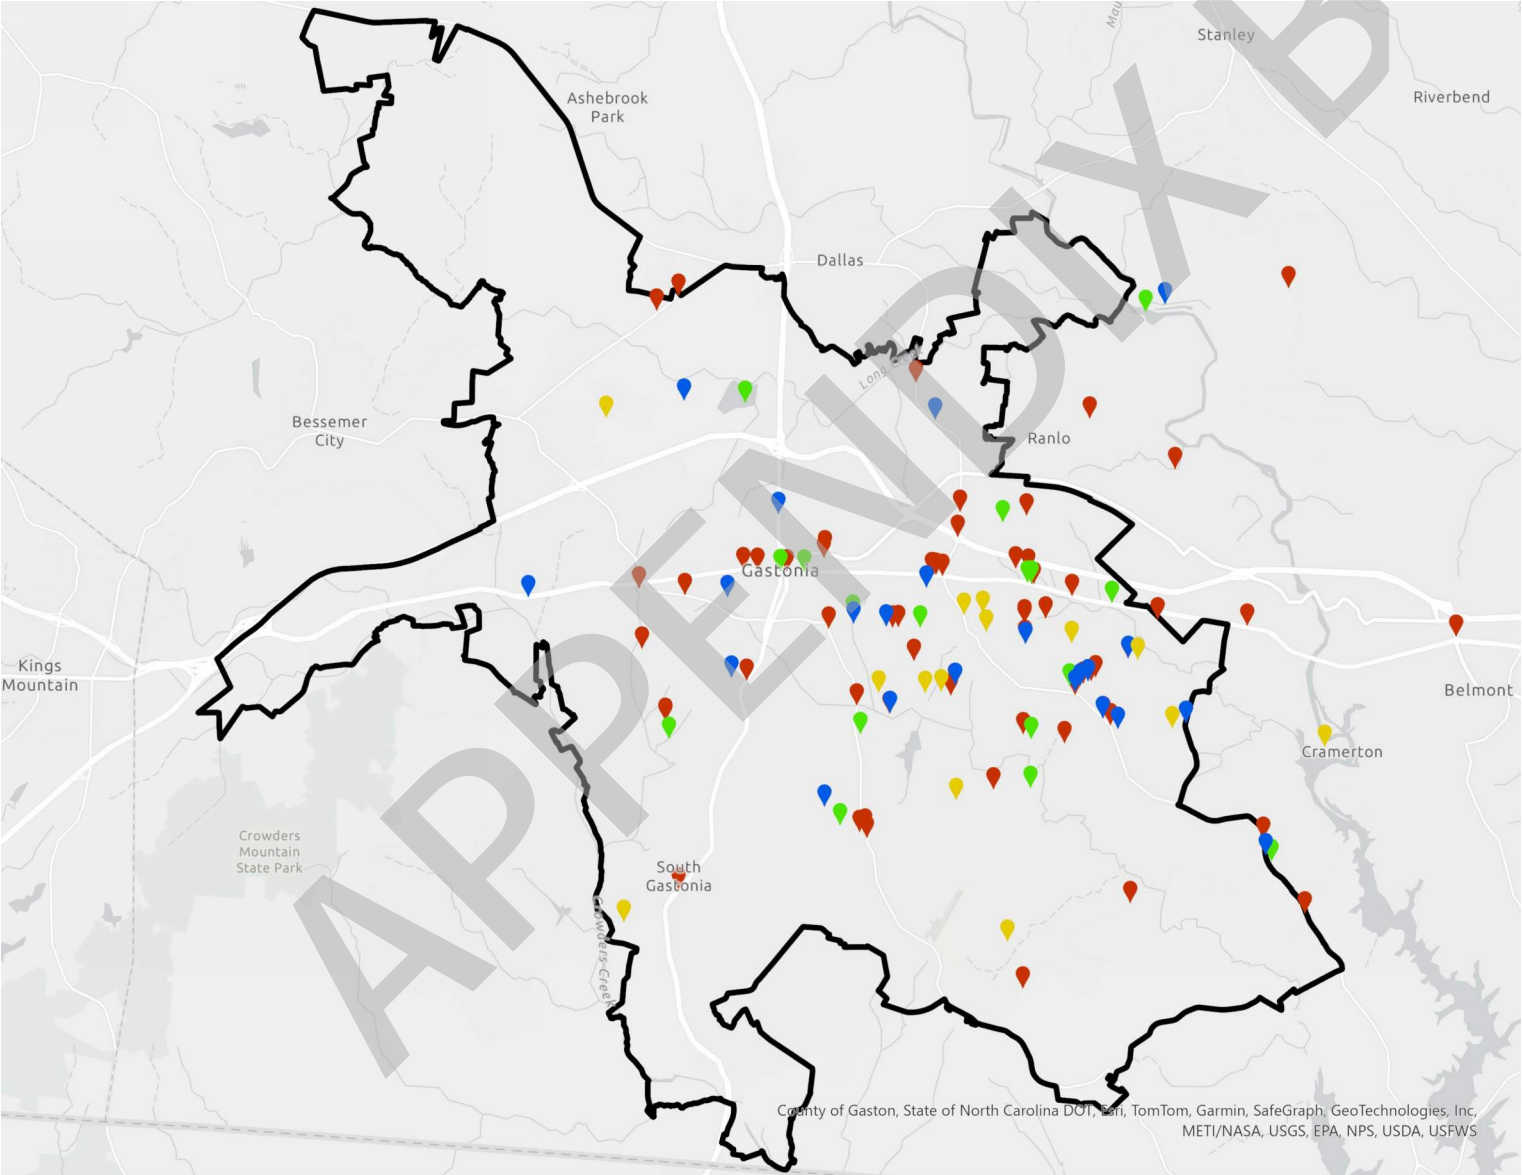 Stanley
Mau
Riverbend
Ashebrook
Park
Dallas
Long Creek
Bessemer
City
Ranlo
Gastonia
Kings
Mountain
Belmont
Cramerton
Crowders
Mountain
State Park
South
Gastonia
Crowders Creek
APPENDIX B
County of Gaston, State of North Carolina DOT, Esri, TomTom, Garmin, SafeGraph, GeoTechnologies, Inc,
METI/NASA, USGS, EPA, NPS, USDA, USFWS